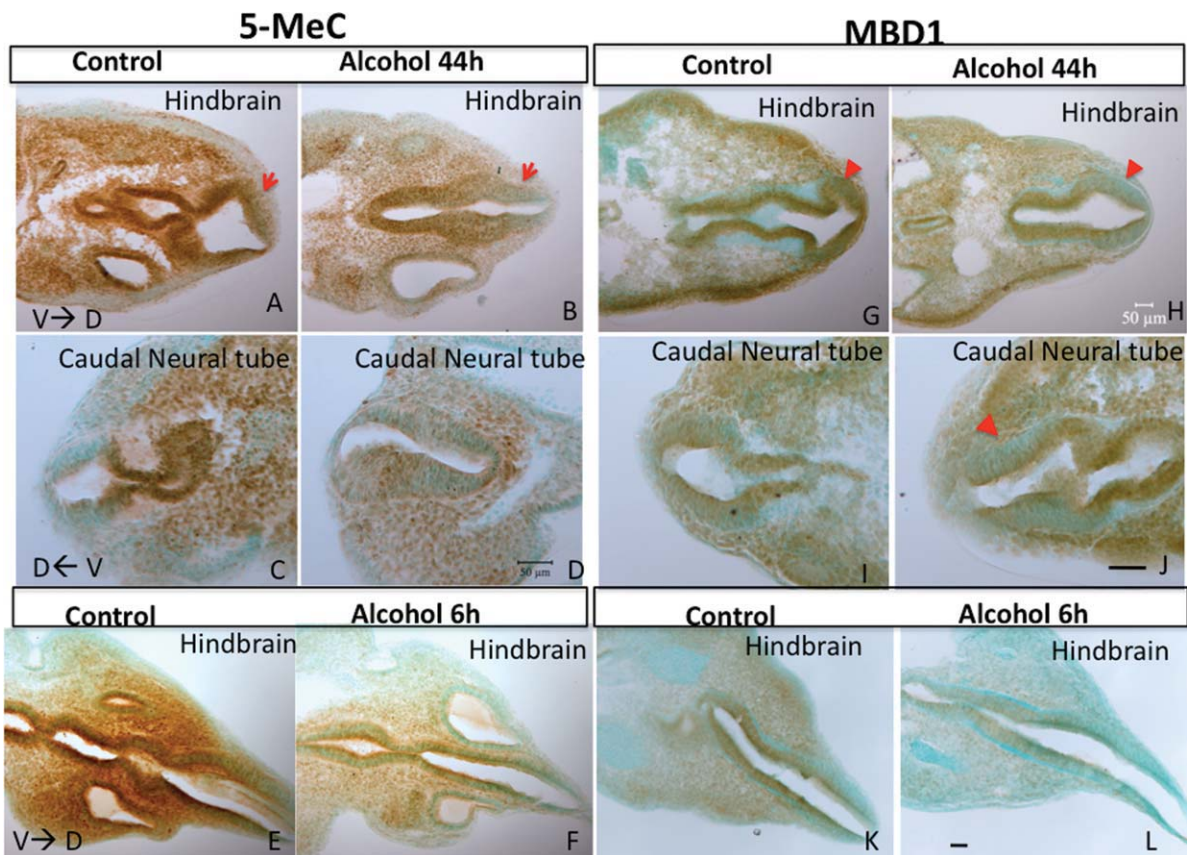 5-MeC
MBD1
Control Alcohol 44h
Control Alcohol 44h
Hindbrain Hindbrain Hindbrain Hindbrain
A B G H
V→ D
50 µm
Caudal Neural tube Caudal Neural tube Caudal Neural tube Caudal Neural tube
D← V
C D I J
50 µm
Control Alcohol 6h
Control Alcohol 6h
Hindbrain Hindbrain Hindbrain Hindbrain
V→ D
E F K L